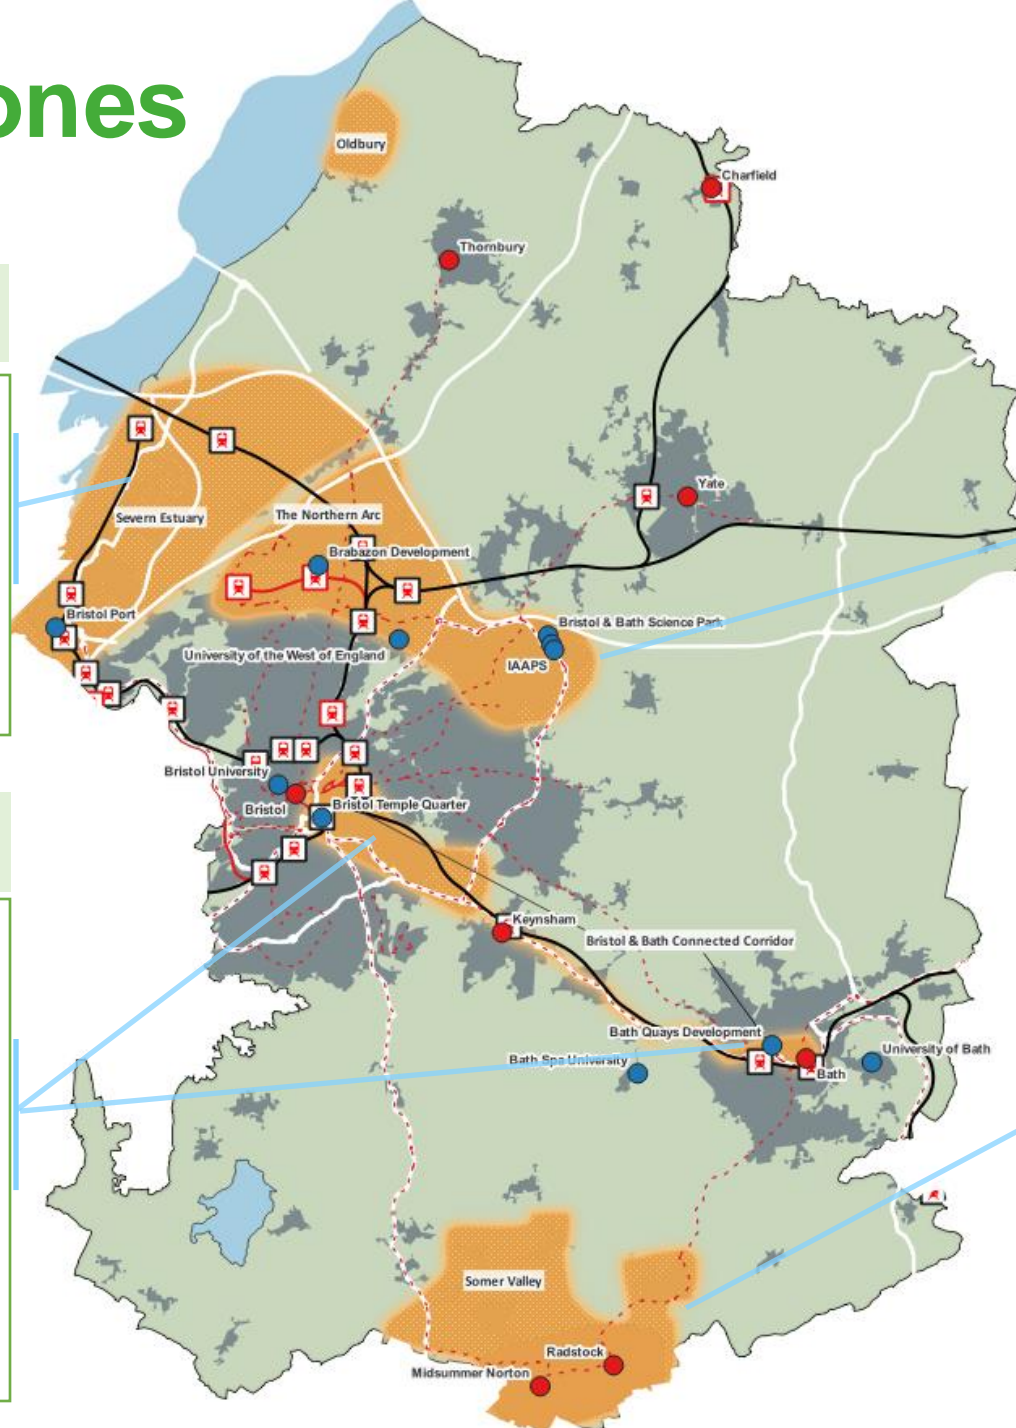 ones
Oldbury
Charfield
Thornbury
Yate
Severn Estuary
The Northern Arc
Brabazon Development
Bristol Port
Bristol & Bath Science Park
University of the West of England
IAAPS
Bristol University
Bristol
Bristol Temple Quarter
Keynsham
Bristol & Bath Connected Corridor
Bath Quays Development
Bath Spa University
University of Bath
Bath
Somer Valley
Radstock
Midsummer Norton